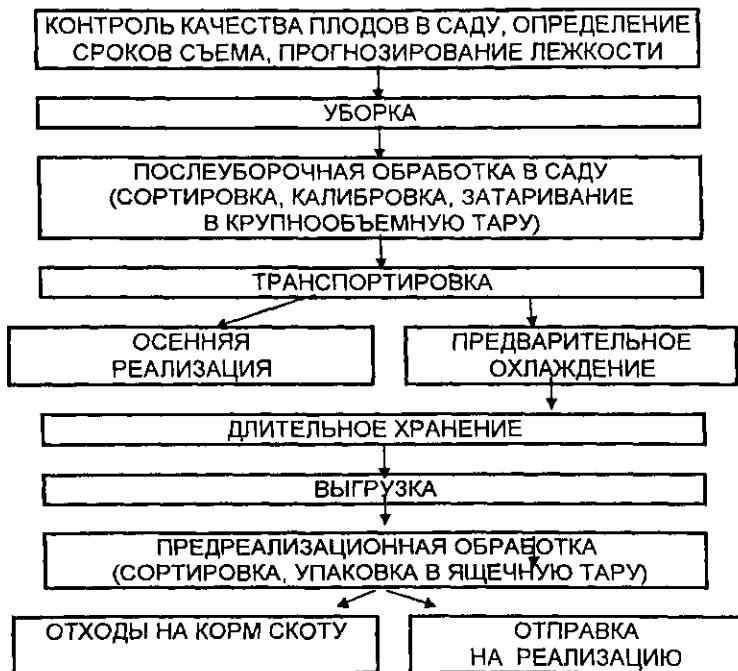 КОНТРОЛЬ КАЧЕСТВА ПЛОДОВ В САДУ, ОПРЕДЕЛЕНИЕ
СРОКОВ СЪЕМА, ПРОГНОЗИРОВАНИЕ ЛЕЖКОСТИ
УБОРКА
ПОСЛЕУБОРОЧНАЯ ОБРАБОТКА В САДУ
(СОРТИРОВКА, КАЛИБРОВКА, ЗАТАРИВАНИЕ
В КРУПНООБЪЕМНУЮ ТАРУ)
ТРАНСПОРТИРОВКА
ОСЕННЯЯ
РЕАЛИЗАЦИЯ
ПРЕДВАРИТЕЛЬНОЕ
ОХЛАЖДЕНИЕ
ДЛИТЕЛЬНОЕ ХРАНЕНИЕ
ВЫГРУЗКА
ПРЕДРЕАЛИЗАЦИОННАЯ ОБРАБОТКА
(СОРТИРОВКА, УПАКОВКА В ЯЩЕЧНУЮ ТАРУ)
ОТХОДЫ НА КОРМ СКОТУ
ОТПРАВКА
НА РЕАЛИЗАЦИЮ